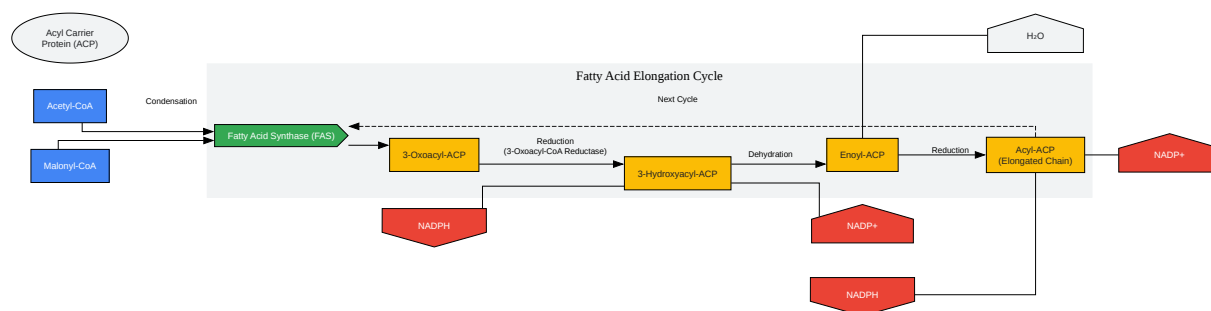 Acyl Carrier
Protein (ACP)
H₂O
Fatty Acid Elongation Cycle
Next Cycle
Acetyl-CoA
Condensation
Fatty Acid Synthase (FAS)
Malonyl-CoA
3-Oxoacyl-ACP
Reduction
(3-Oxoacyl-CoA Reductase)
3-Hydroxyacyl-ACP
Dehydration
Enoyl-ACP
Reduction
Acyl-ACP
(Elongated Chain)
NADP+
NADPH
NADP+
NADPH